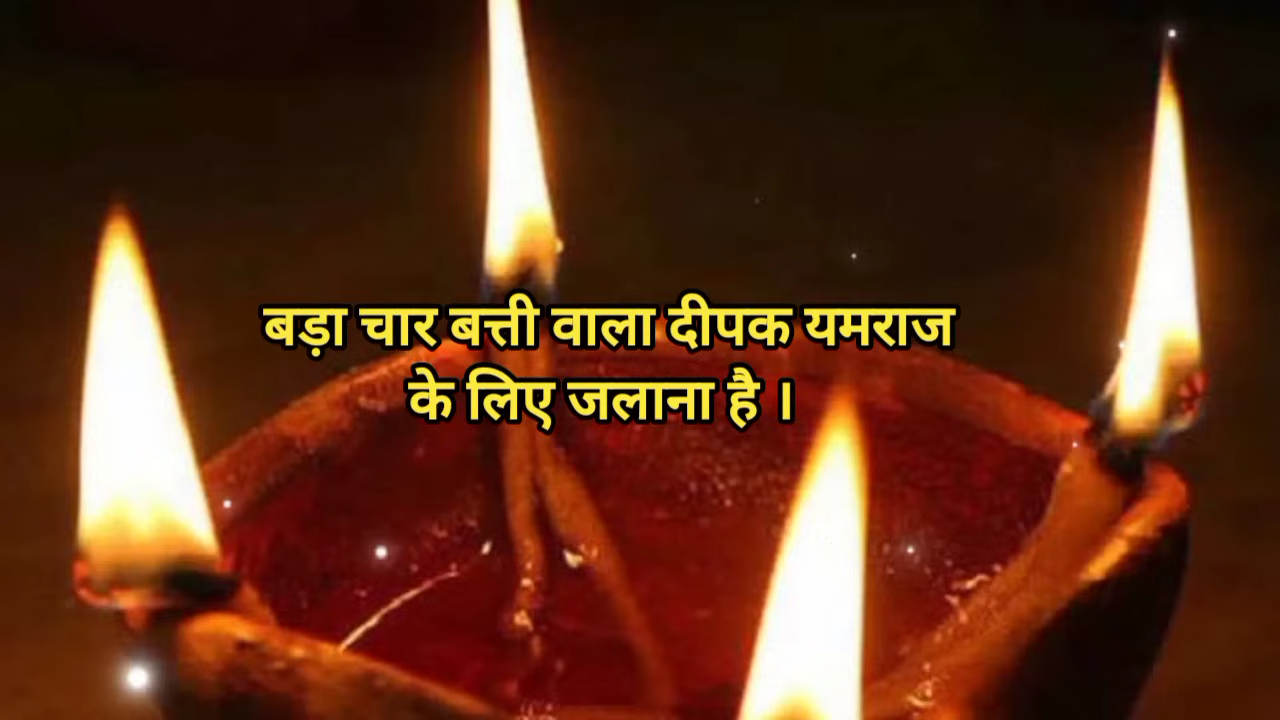 बड़ा चार बत्ती वाला दीपक यमराज
के लिए जलाना है ।